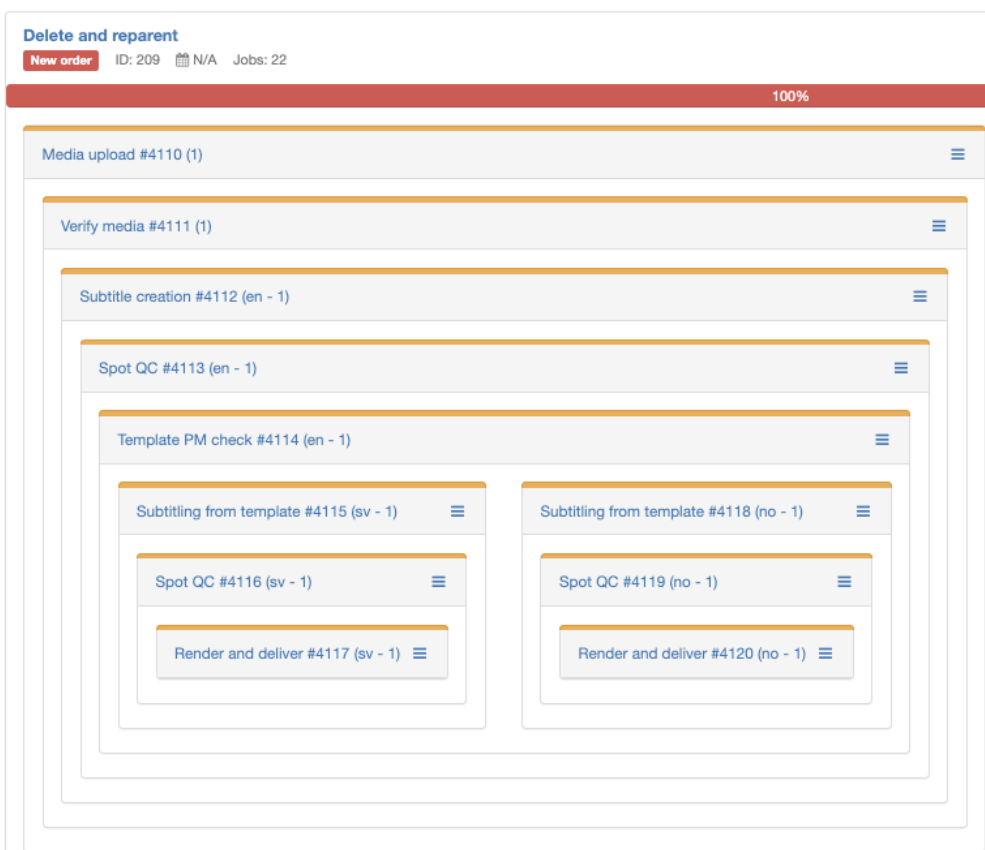 Delete and reparent
New order ID: 209 N/A Jobs: 22
100%
Media upload #4110 (1)
Verify media #4111 (1)
Subtitle creation #4112 (en - 1)
Spot QC #4113 (en - 1)
Template PM check #4114 (en - 1)
Subtitling from template #4115 (sv - 1)
Spot QC #4116 (sv - 1)
Render and deliver #4117 (sv - 1)
Subtitling from template #4118 (no - 1)
Spot QC #4119 (no - 1)
Render and deliver #4120 (no - 1)